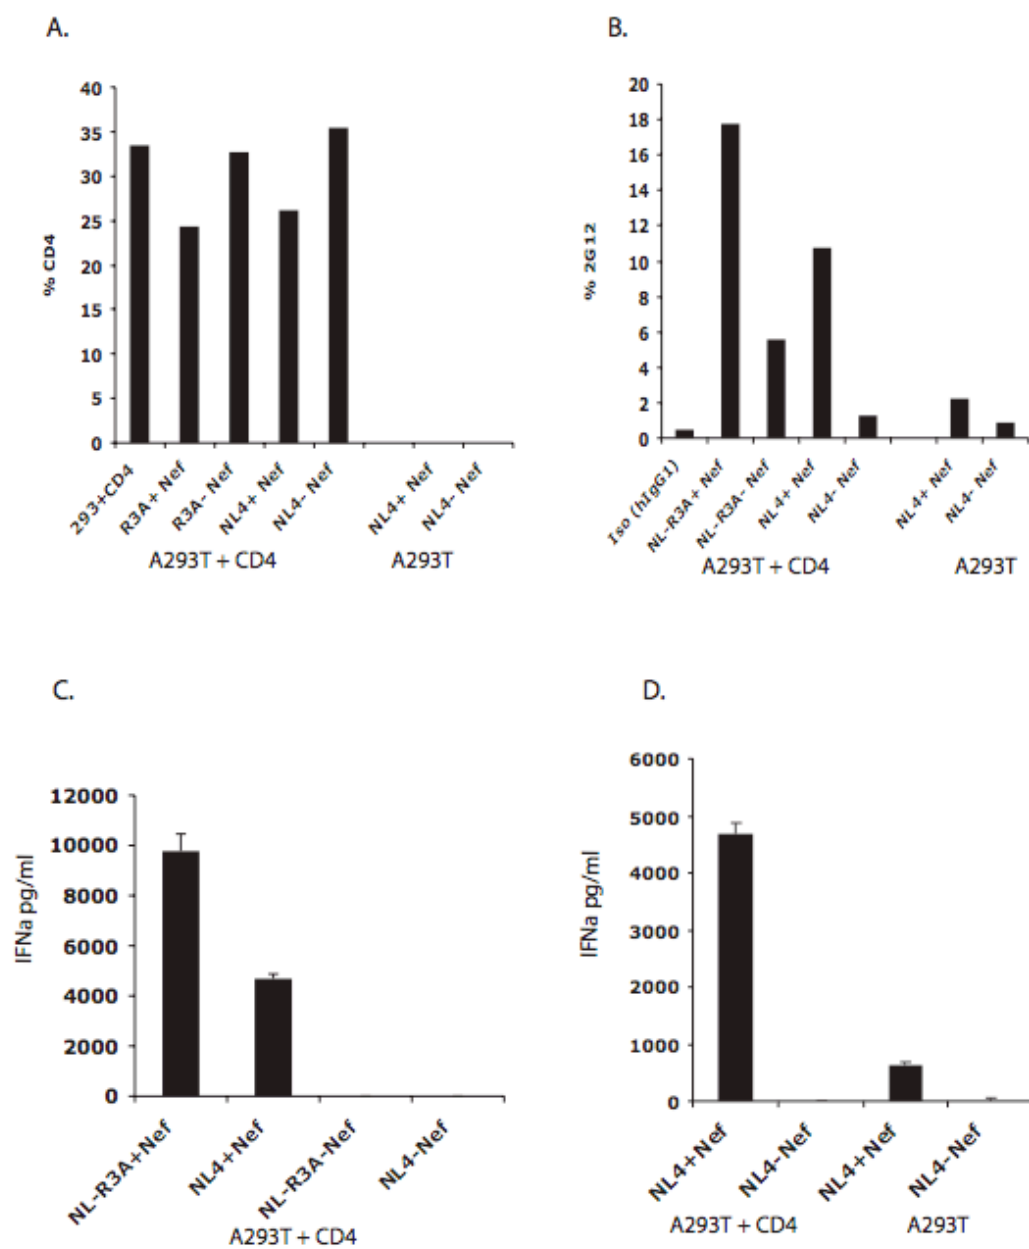 A.
40
35
30
25
20
15
10
5
0
% CD4
293+CD4
R3A+ Nef
R3A- Nef
NL4+ Nef
NL4- Nef
NL4+ Nef
NL4- Nef
A293T + CD4
A293T
B.
20
18
16
14
12
10
8
6
4
2
0
% 2G12
Iso (hIgG1)
NL-R3A+ Nef
NL-R3A- Nef
NL4+ Nef
NL4- Nef
NL4+ Nef
NL4- Nef
A293T + CD4
A293T
C.
12000
10000
8000
6000
4000
2000
0
IFNa pg/ml
NL-R3A+Nef
NL4+Nef
NL-R3A-Nef
NL4-Nef
A293T + CD4
D.
6000
5000
4000
3000
2000
1000
0
IFNa pg/ml
NL4+Nef
NL4-Nef
NL4+Nef
NL4-Nef
A293T + CD4
A293T